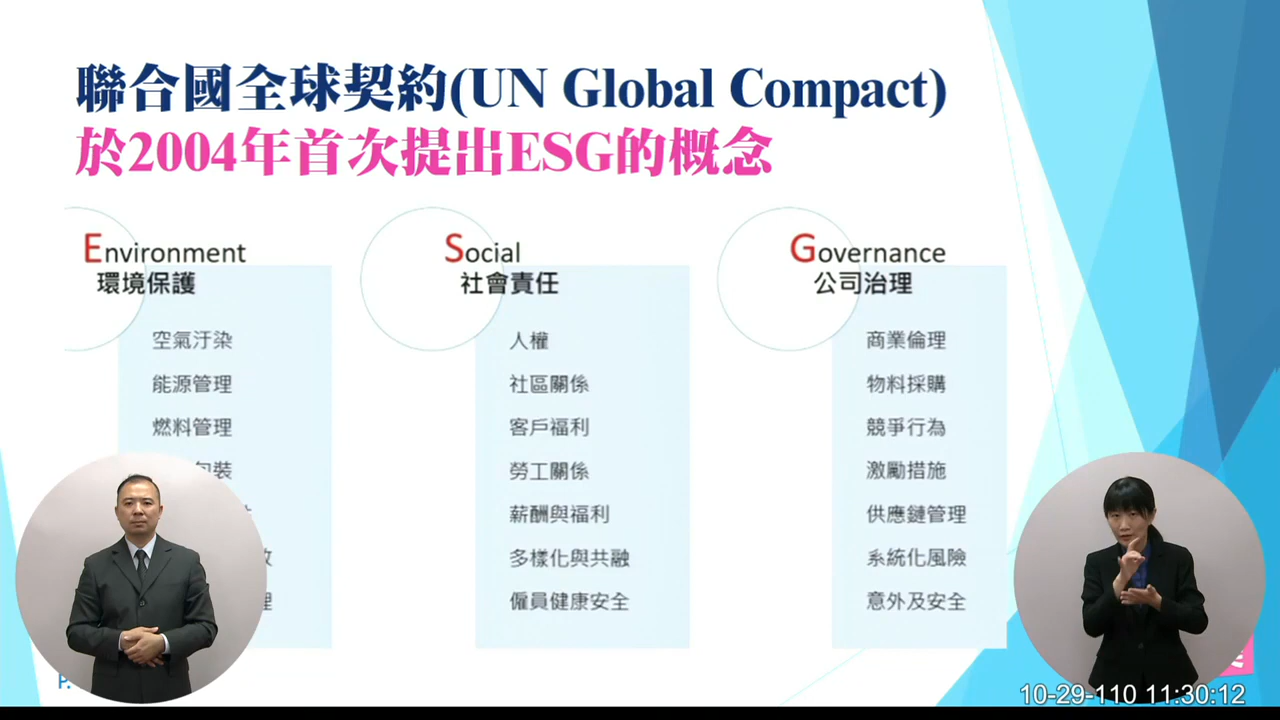 聯合國全球契約(UN Global Compact)
於2004年首次提出ESG的概念
Environment
環境保護
空氣汙染
能源管理
燃料管理
包裝
Social
社會責任
人權
社區關係
客戶福利
勞工關係
薪酬與福利
多樣化與共融
僱員健康安全
Governance
公司治理
商業倫理
物料採購
競爭行為
激勵措施
供應鏈管理
系統化風險
意外及安全
P.
10-29-110 11:30:12